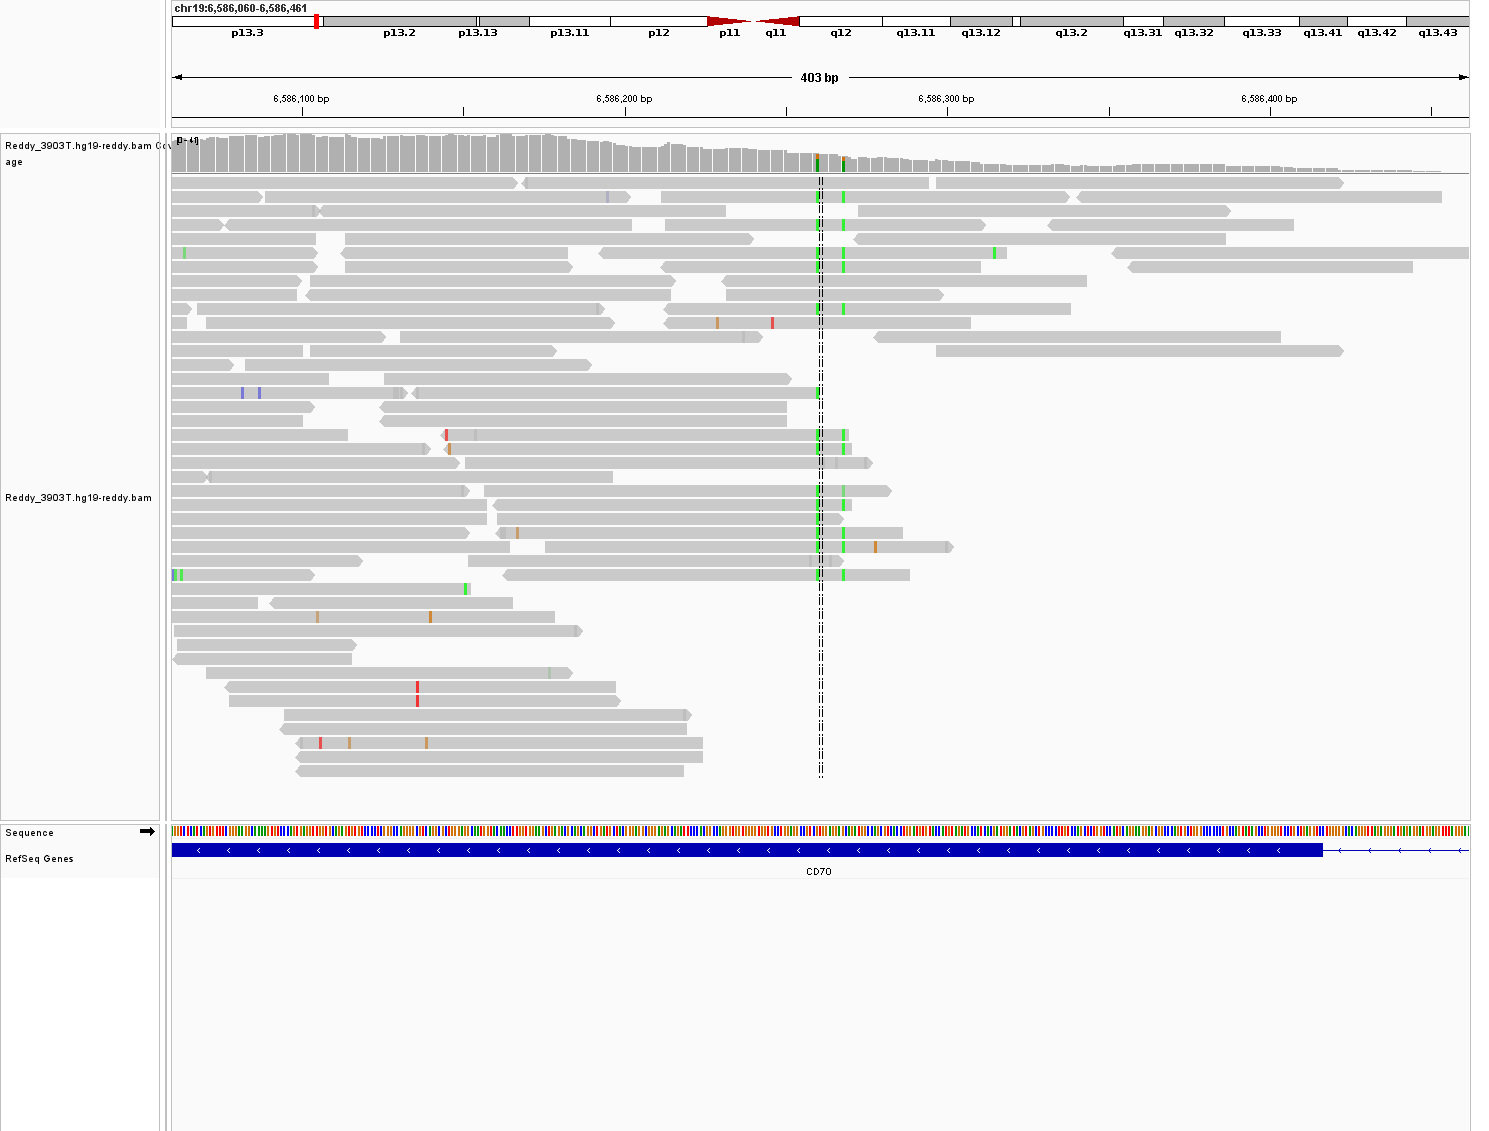 chr19:6,586,060-6,586,461
p13.3 p13.2 p13.13 p13.11 p12 p11 q11 q12 q13.11 q13.12 q13.2 q13.31 q13.32 q13.33 q13.41 q13.42 q13.43
403 bp
6,586,100 bp 6,586,200 bp 6,586,300 bp 6,586,400 bp
Reddy_3903T.hg19-reddy.bam Cov
age
[0 - 41]
Reddy_3903T.hg19-reddy.bam
Sequence
RefSeq Genes
CD70